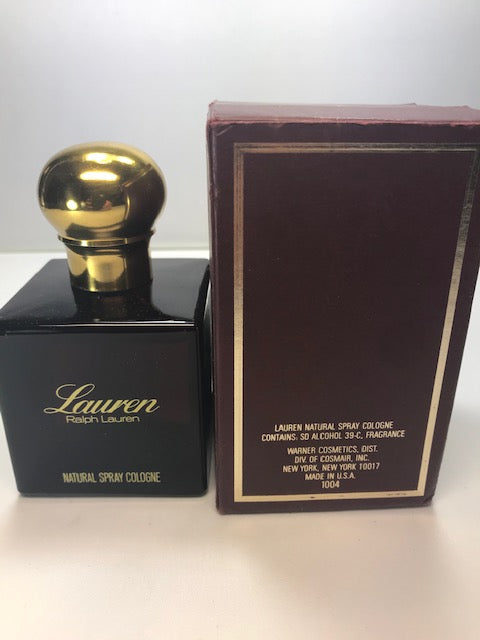 Lauren
Ralph Lauren
NATURAL SPRAY COLOGNE
LAUREN NATURAL SPRAY COLOGNE
CONTAINS: SD ALCOHOL 39-C, FRAGRANCE
WARNER COSMETICS, DIST.
DIV. OF COSMAIR, INC.
NEW YORK, NEW YORK 10017
MADE IN U.S.A.
1004